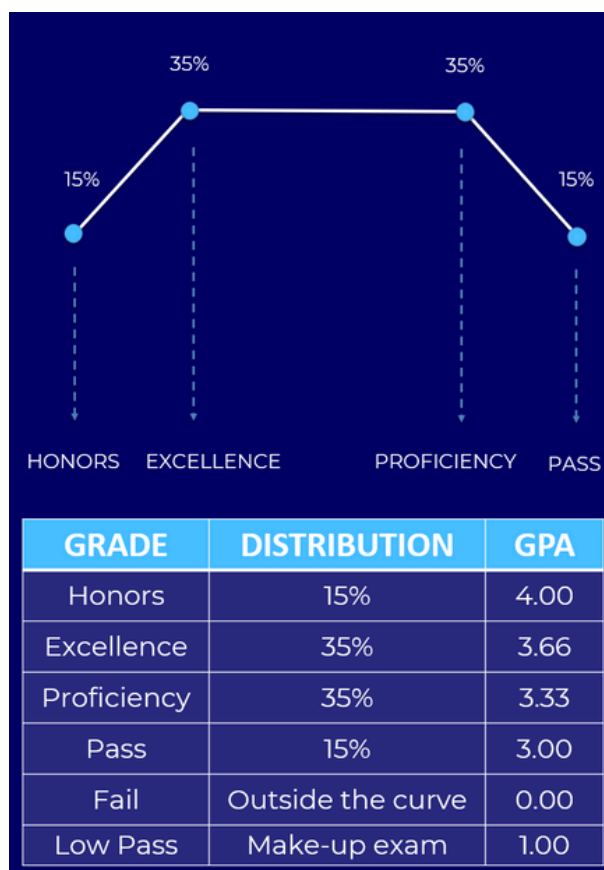 35% 35%
15% 15%
HONORS EXCELLENCE PROFICIENCY PASS
GRADE DISTRIBUTION GPA
Honors 15% 4.00
Excellence 35% 3.66
Proficiency 35% 3.33
Pass 15% 3.00
Fail Outside the curve 0.00
Low Pass Make-up exam 1.00